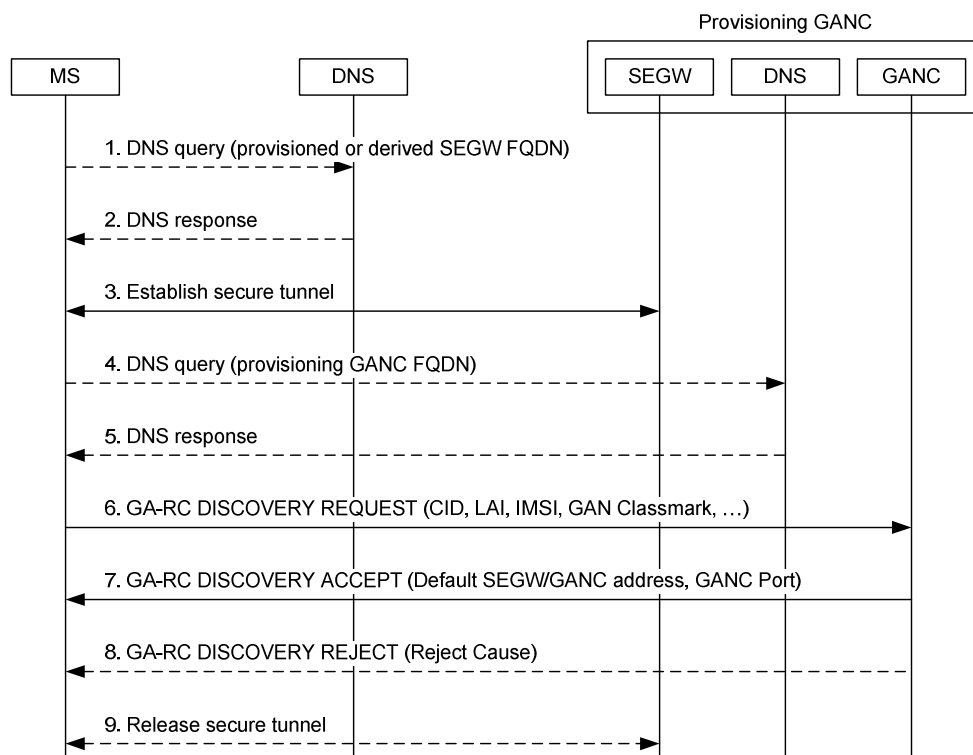 Provisioning GANC
MS
DNS
SEGW
DNS
GANC
1. DNS query (provisioned or derived SEGW FQDN)
2. DNS response
3. Establish secure tunnel
4. DNS query (provisioning GANC FQDN)
5. DNS response
6. GA-RC DISCOVERY REQUEST (CID, LAI, IMSI, GAN Classmark, …)
7. GA-RC DISCOVERY ACCEPT (Default SEGW/GANC address, GANC Port)
8. GA-RC DISCOVERY REJECT (Reject Cause)
9. Release secure tunnel